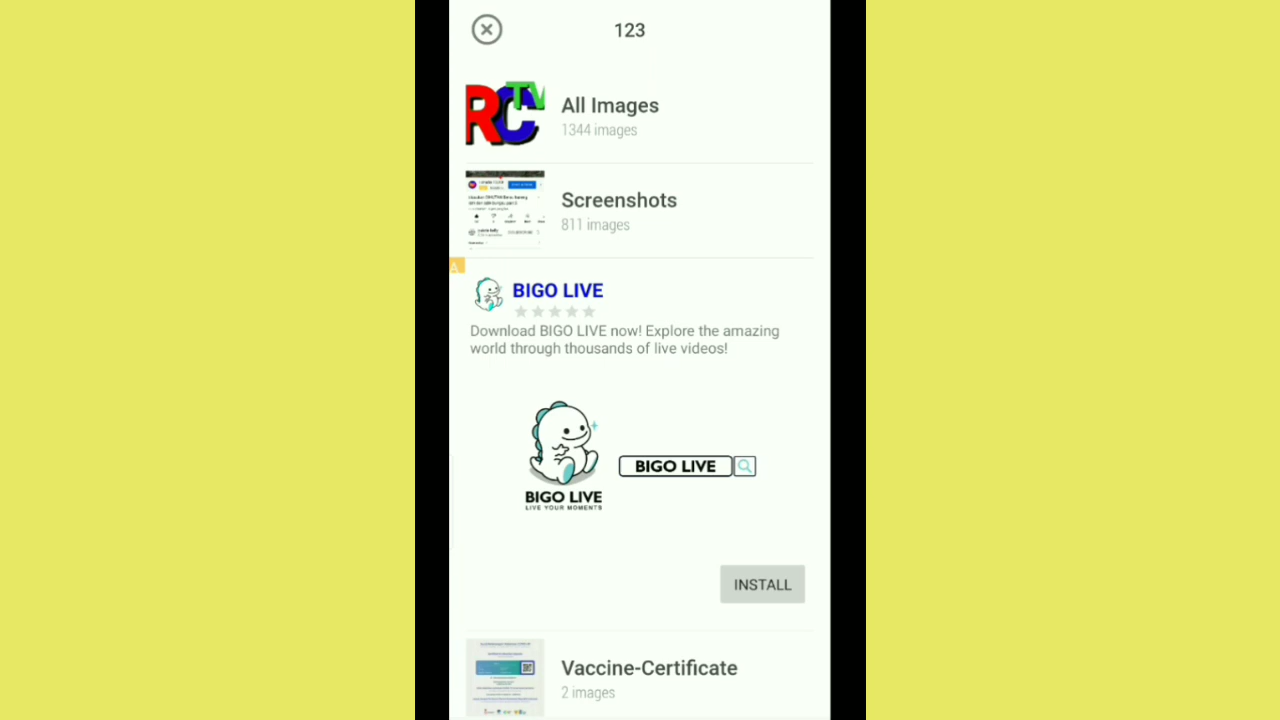 123
RCTV
All Images
1344 images
Screenshots
811 images
A
BIGO LIVE
Download BIGO LIVE now! Explore the amazing
world through thousands of live videos!
BIGO LIVE
LIVE YOUR MOMENTS
BIGO LIVE
INSTALL
Vaccine-Certificate
2 images